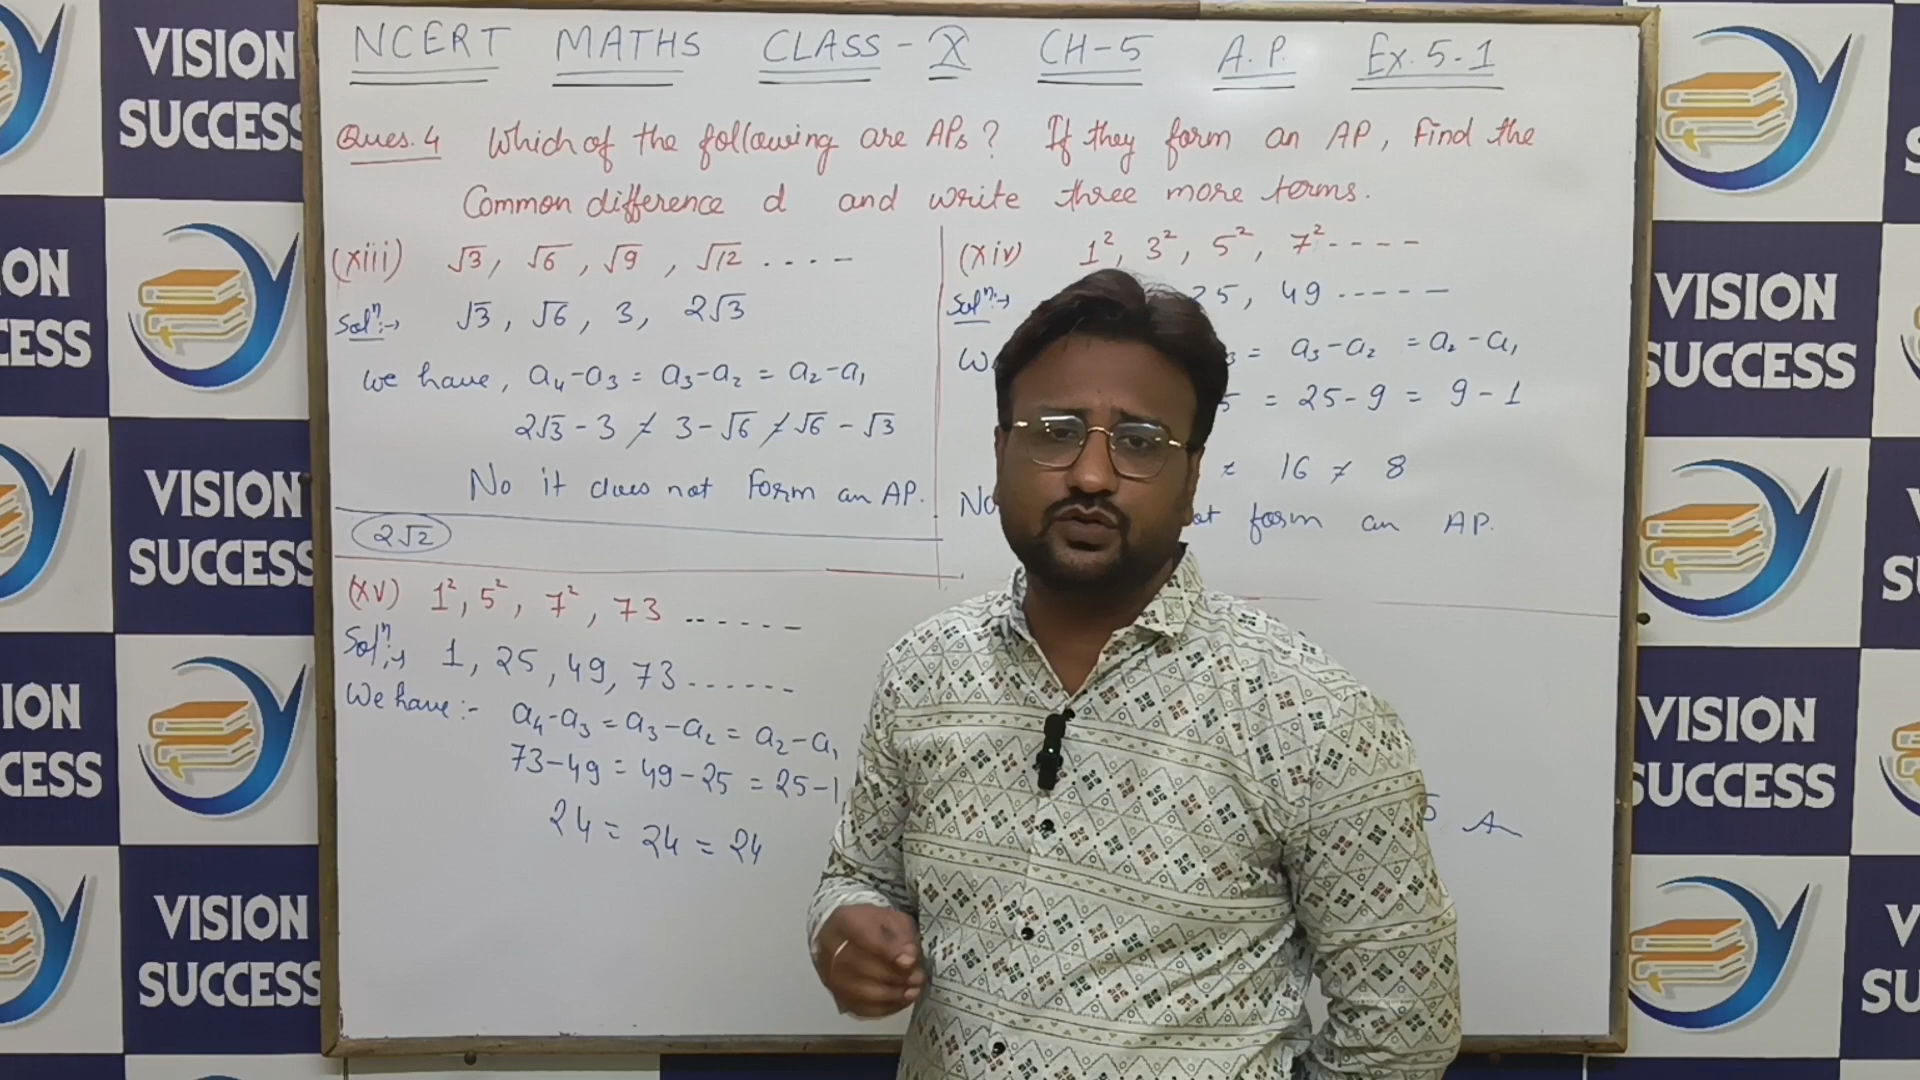 NCERT MATHS CLASS - X CH-5 A.P. Ex. 5.1
Ques. 4 Which of the following are APs? If they form an AP, Find the
Common difference d and write three more terms.
(xiii) √3, √6, √9, √12 ....
Solⁿ:→ √3, √6, 3, 2√3
We have, a₄-a₃ = a₃-a₂ = a₂-a₁
2√3 - 3 ≠ 3-√6 ≠ √6 - √3
No it does not form an AP.
2√2
(xiv) 1², 3², 5², 7² ----
Solⁿ:→ 25, 49 -----
= a₃-a₂ = a₂-a₁
= 25-9 = 9-1
≠ 16 ≠ 8
No form an AP.
(xv) 1², 5², 7², 73 ------
Solⁿ:→ 1, 25, 49, 73 ------
We have :- a₄-a₃ = a₃-a₂ = a₂-a₁
73-49 = 49-25 = 25-1
24 = 24 = 24
VISION
SUCCESS
VISION
SUCCESS
VISION
SUCCESS
VISION
SUCCESS
VISION
SUCCESS